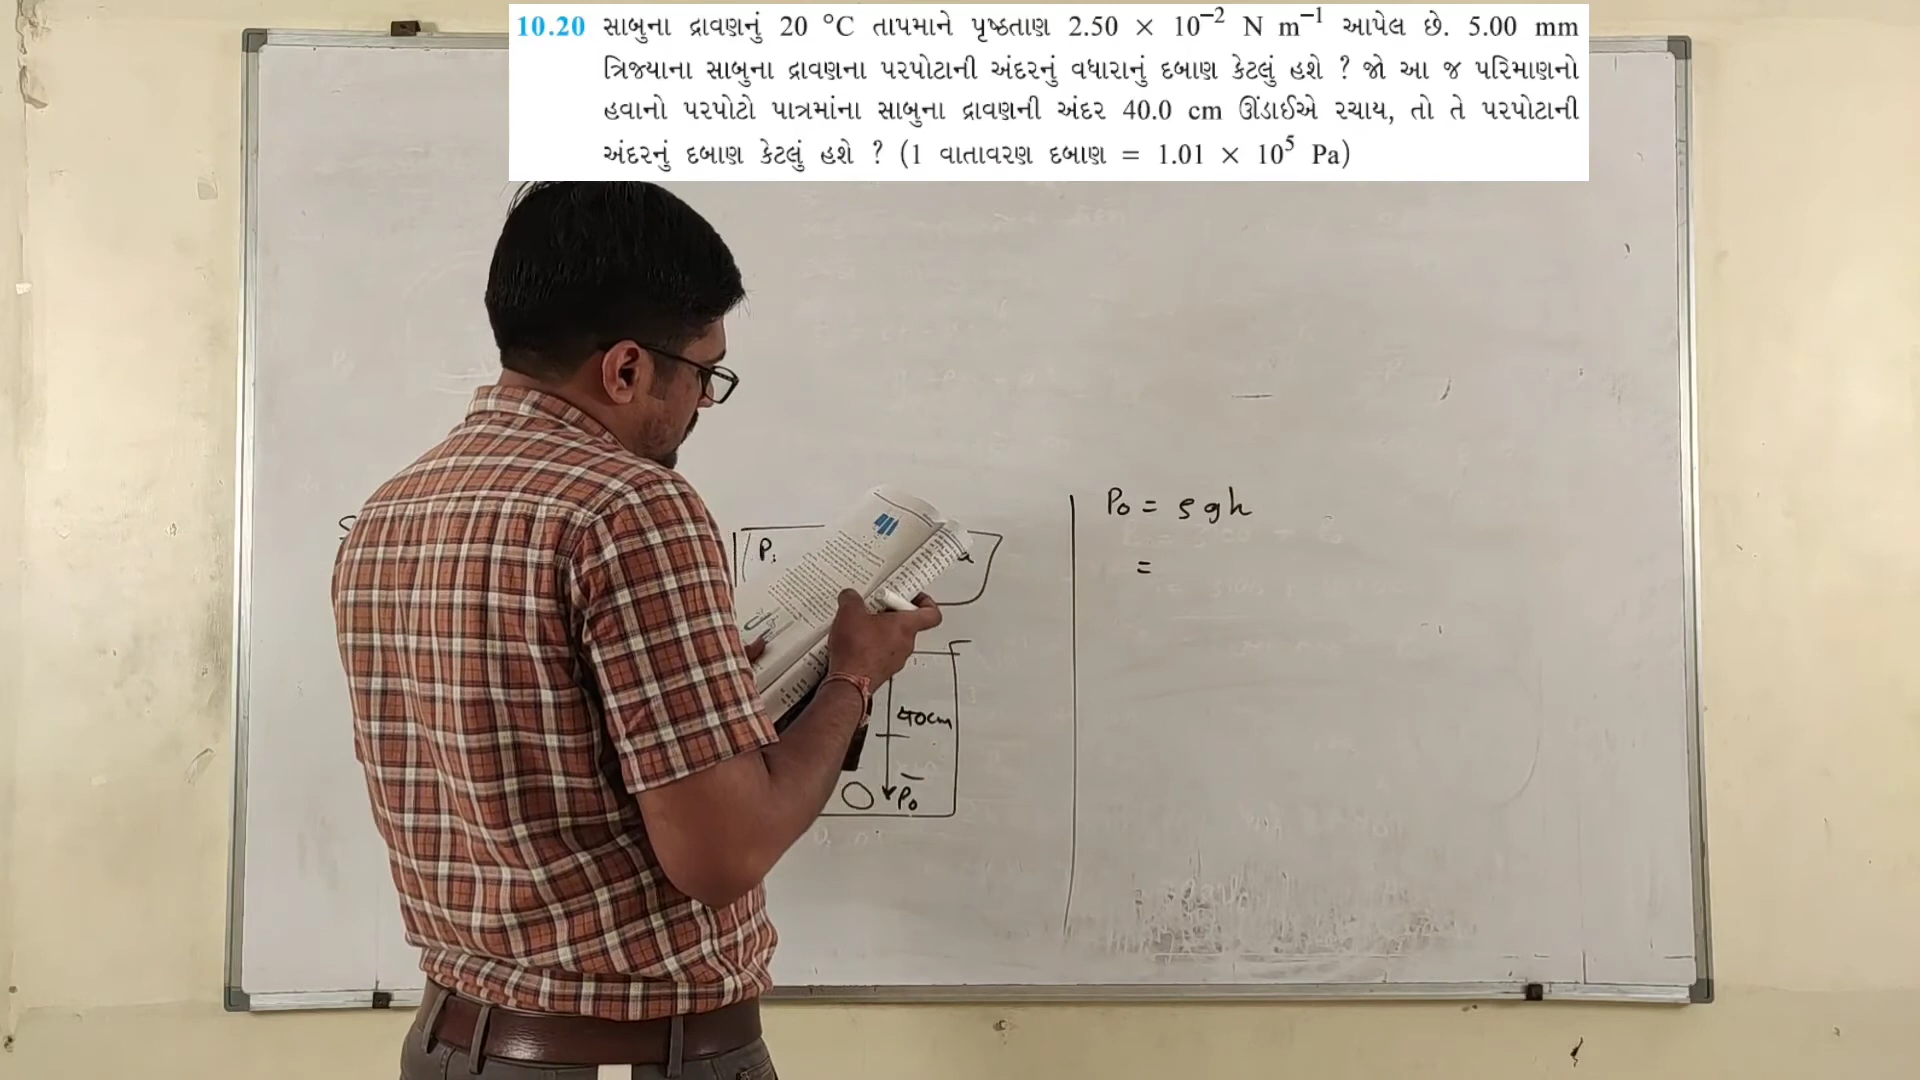 10.20 સાબુના દ્રાવણનું 20 °C તાપમાને પૃષ્ઠતાણ 2.50 × 10⁻² N m⁻¹ આપેલ છે. 5.00 mm
ત્રિજ્યાના સાબુના દ્રાવણના પરપોટાની અંદરનું વધારાનું દબાણ કેટલું હશે ? જો આ જ પરિમાણનો
હવાનો પરપોટો પાત્રમાંના સાબુના દ્રાવણની અંદર 40.0 cm ઊંડાઈએ રચાય, તો તે પરપોટાની
અંદરનું દબાણ કેટલું હશે ? (1 વાતાવરણ દબાણ = 1.01 × 10⁵ Pa)
P₀ = ρgh
=
Pᵢ
40cm
P₀